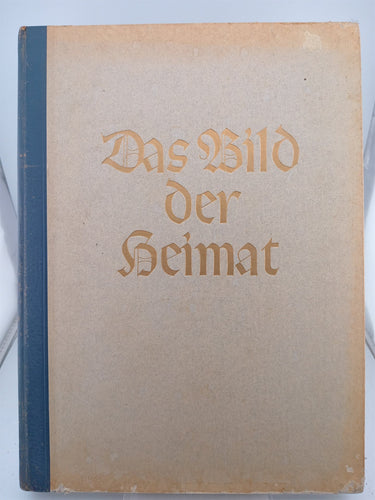 Das Bild
der
Heimat